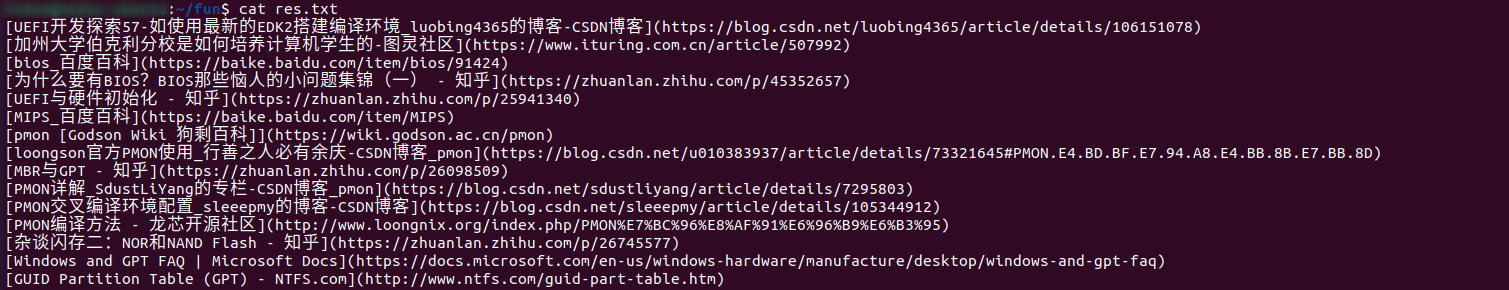 :~/fun$ cat res.txt
[UEFI开发探索57-如使用最新的EDK2搭建编译环境_luobing4365的博客-CSDN博客](https://blog.csdn.net/luobing4365/article/details/106151078)
[加州大学伯克利分校是如何培养计算机学生的-图灵社区](https://www.ituring.com.cn/article/507992)
[bios_百度百科](https://baike.baidu.com/item/bios/91424)
[为什么要有BIOS？BIOS那些恼人的小问题集锦（一） - 知乎](https://zhuanlan.zhihu.com/p/45352657)
[UEFI与硬件初始化 - 知乎](https://zhuanlan.zhihu.com/p/25941340)
[MIPS_百度百科](https://baike.baidu.com/item/MIPS)
[pmon [Godson Wiki 狗剩百科]](https://wiki.godson.ac.cn/pmon)
[loongson官方PMON使用_行善之人必有余庆-CSDN博客_pmon](https://blog.csdn.net/u010383937/article/details/73321645#PMON.E4.BD.BF.E7.94.A8.E4.BB.8B.E7.BB.8D)
[MBR与GPT - 知乎](https://zhuanlan.zhihu.com/p/26098509)
[PMON详解_SdustLiYang的专栏-CSDN博客_pmon](https://blog.csdn.net/sdustliyang/article/details/7295803)
[PMON交叉编译环境配置_sleeepmy的博客-CSDN博客](https://blog.csdn.net/sleeepmy/article/details/105344912)
[PMON编译方法 - 龙芯开源社区](http://www.loongnix.org/index.php/PMON%E7%BC%96%E8%AF%91%E6%96%B9%E6%B3%95)
[杂谈闪存二：NOR和NAND Flash - 知乎](https://zhuanlan.zhihu.com/p/26745577)
[Windows and GPT FAQ | Microsoft Docs](https://docs.microsoft.com/en-us/windows-hardware/manufacture/desktop/windows-and-gpt-faq)
[GUID Partition Table (GPT) - NTFS.com](http://www.ntfs.com/guid-part-table.htm)